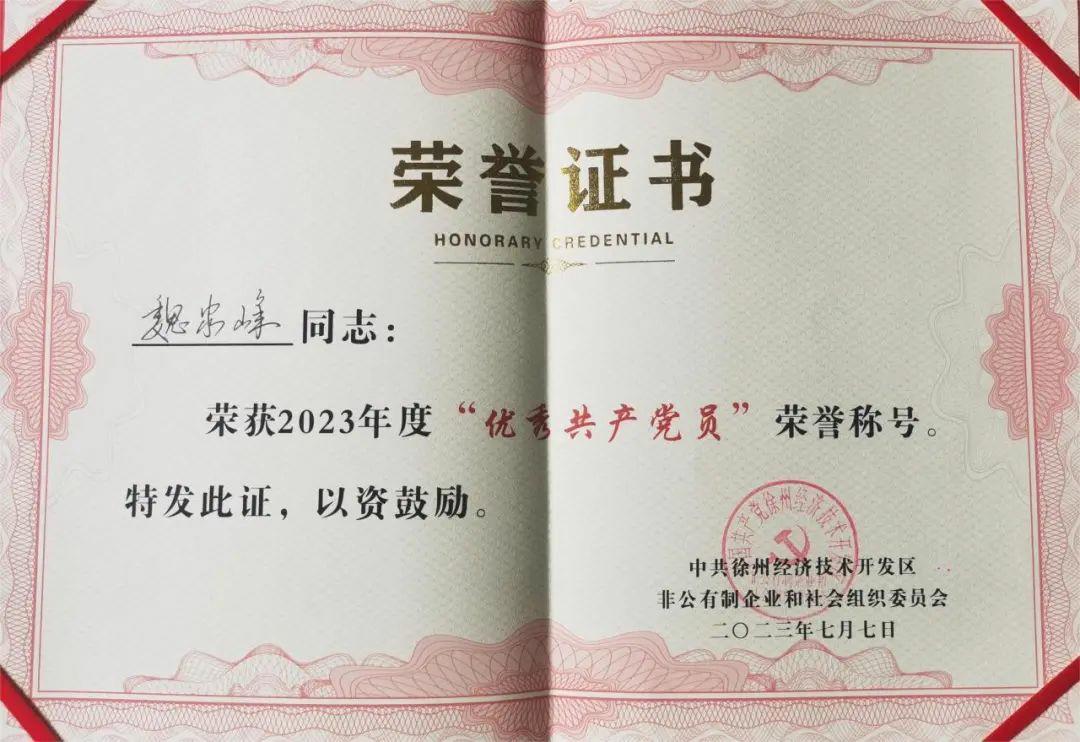 荣誉证书
HONORARY CREDENTIAL
魏忠峰同志：
荣获2023年度“优秀共产党员”荣誉称号。
特发此证，以资鼓励。
中共徐州经济技术开发区
非公有制企业和社会组织委员会
二〇二三年七月七日